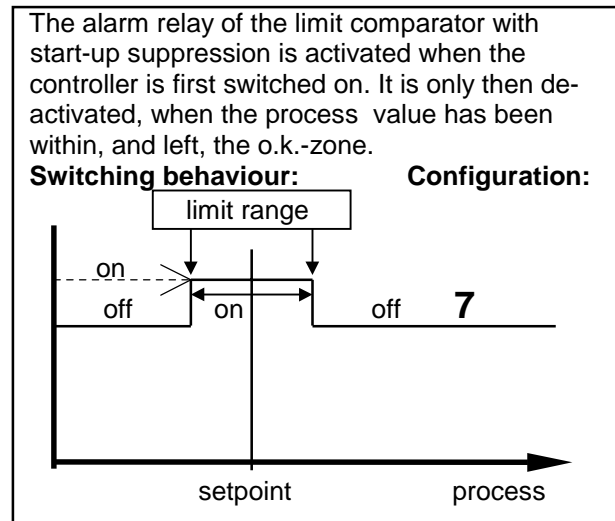 The alarm relay of the limit comparator with
start-up suppression is activated when the
controller is first switched on. It is only then de-
activated, when the process value has been
within, and left, the o.k.-zone.
Switching behaviour: Configuration:
limit range
on
off on off 7
setpoint process